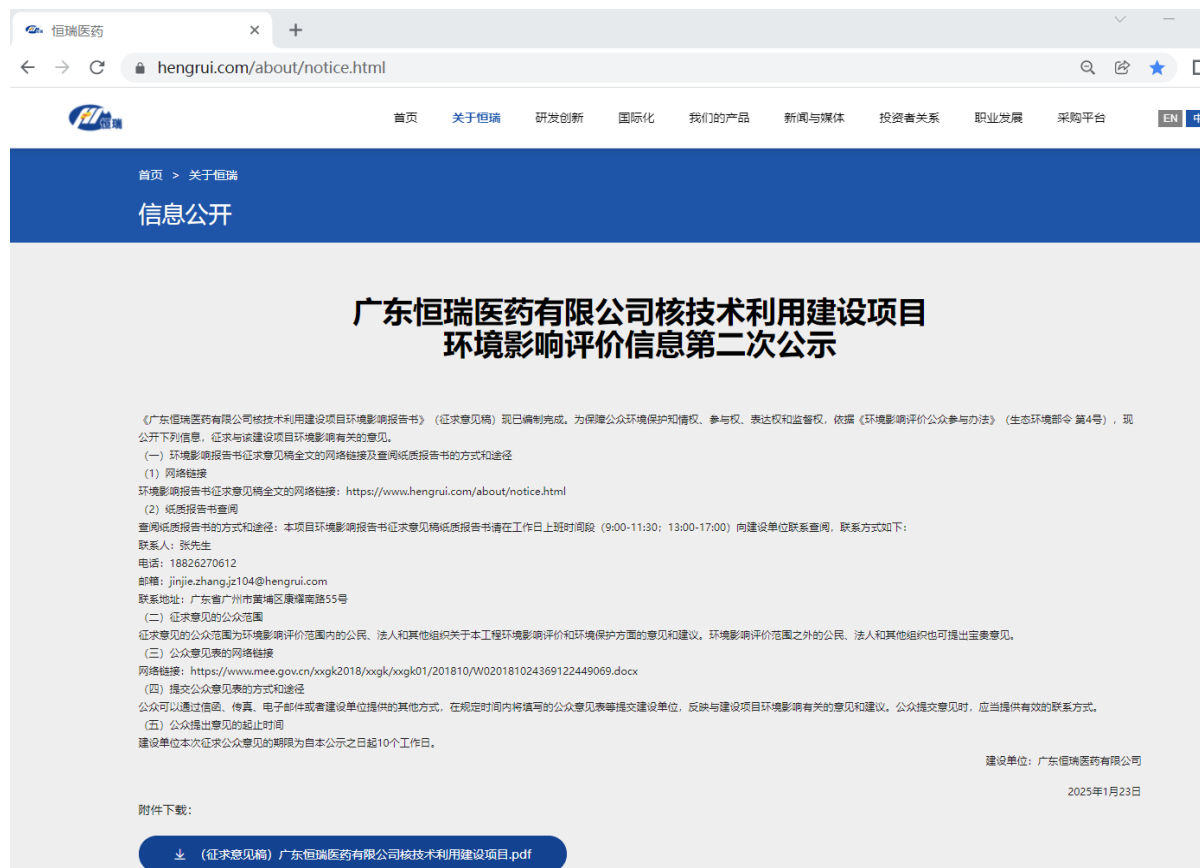 恒瑞医药
hengrui.com/about/notice.html
恒瑞
首页 关于恒瑞 研发创新 国际化 我们的产品 新闻与媒体 投资者关系 职业发展 采购平台 EN 中
首页 > 关于恒瑞
信息公开
广东恒瑞医药有限公司核技术利用建设项目
环境影响评价信息第二次公示
《广东恒瑞医药有限公司核技术利用建设项目环境影响报告书》（征求意见稿）现已编制完成。为保障公众环境保护知情权、参与权、表达权和监督权，依据《环境影响评价公众参与办法》（生态环境部令 第4号），现
公开下列信息，征求与该建设项目环境影响有关的意见。
（一）环境影响报告书征求意见稿全文的网络链接及查阅纸质报告书的方式和途径
（1）网络链接
环境影响报告书征求意见稿全文的网络链接：https://www.hengrui.com/about/notice.html
（2）纸质报告书查阅
查阅纸质报告书的方式和途径：本项目环境影响报告书征求意见稿纸质报告书请在工作日上班时间段（9:00-11:30；13:00-17:00）向建设单位联系查阅，联系方式如下：
联系人：张先生
电话：18826270612
邮箱：jinjie.zhang.jz104@hengrui.com
联系地址：广东省广州市黄埔区康耀南路55号
（二）征求意见的公众范围
征求意见的公众范围为环境影响评价范围内的公民、法人和其他组织关于本工程环境影响评价和环境保护方面的意见和建议。环境影响评价范围之外的公民、法人和其他组织也可提出宝贵意见。
（三）公众意见表的网络链接
网络链接：https://www.mee.gov.cn/xxgk2018/xxgk/xxgk01/201810/W020181024369122449069.docx
（四）提交公众意见表的方式和途径
公众可以通过信函、传真、电子邮件或者建设单位提供的其他方式，在规定时间内将填写的公众意见表等提交建设单位，反映与建设项目环境影响有关的意见和建议。公众提交意见时，应当提供有效的联系方式。
（五）公众提出意见的起止时间
建设单位本次征求公众意见的期限为自本公示之日起10个工作日。
建设单位：广东恒瑞医药有限公司
2025年1月23日
附件下载：
（征求意见稿）广东恒瑞医药有限公司核技术利用建设项目.pdf